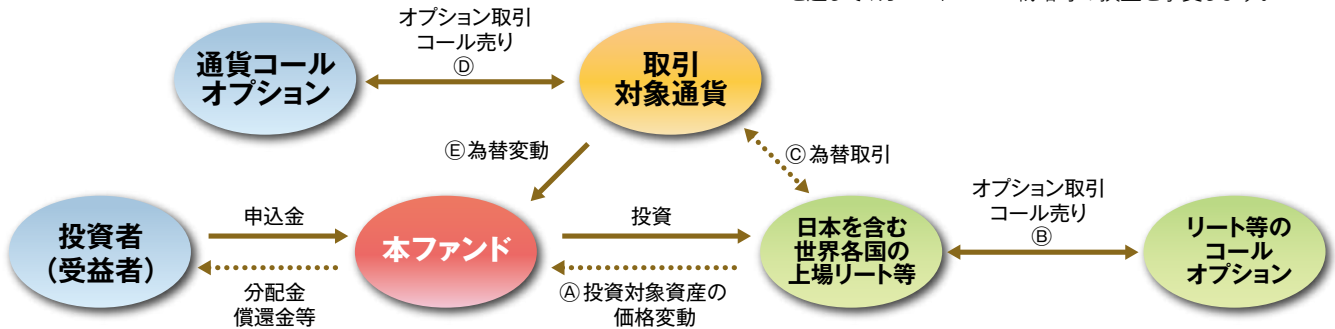 オプション取引
コール売り
Ⓓ
通貨コール
オプション
取引
対象通貨
Ⓔ為替変動
Ⓒ為替取引
オプション取引
コール売り
Ⓑ
投資者
（受益者）
申込金
本ファンド
投資
日本を含む
世界各国の
上場リート等
リート等の
コール
オプション
分配金
償還金等
Ⓐ投資対象資産の
価格変動